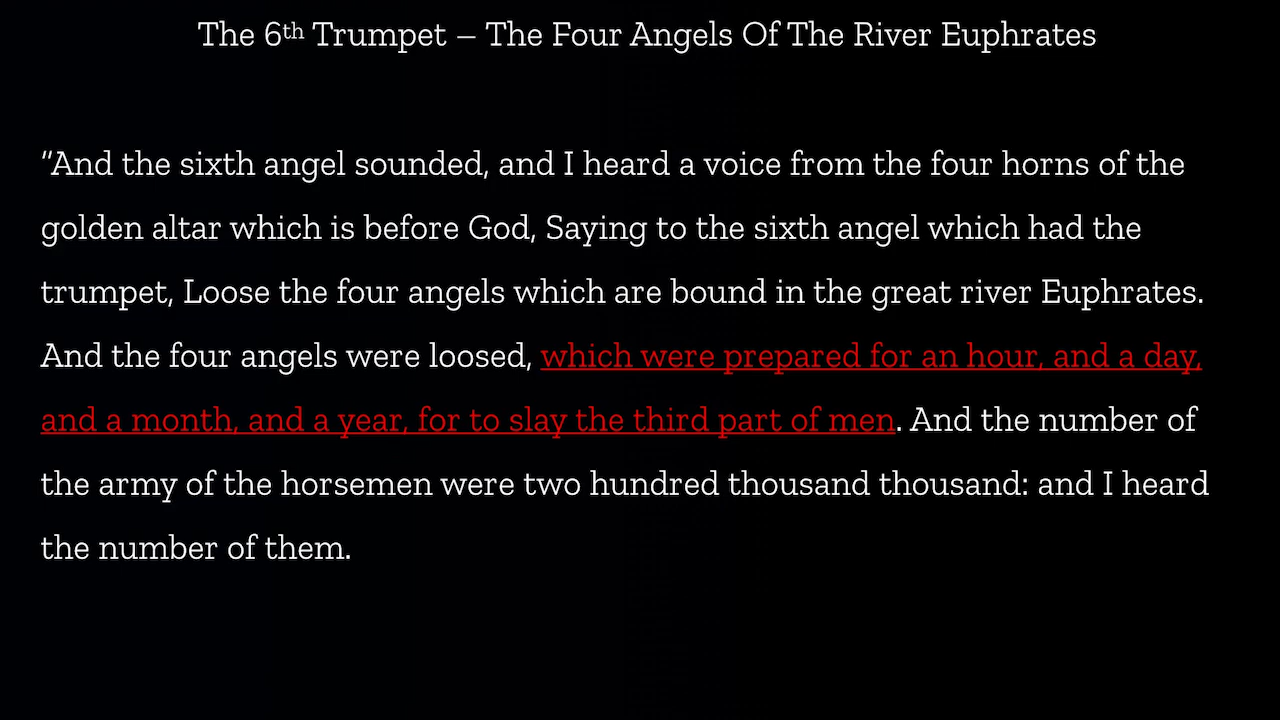 The 6th Trumpet – The Four Angels Of The River Euphrates
“And the sixth angel sounded, and I heard a voice from the four horns of the
golden altar which is before God, Saying to the sixth angel which had the
trumpet, Loose the four angels which are bound in the great river Euphrates.
And the four angels were loosed, which were prepared for an hour, and a day,
and a month, and a year, for to slay the third part of men. And the number of
the army of the horsemen were two hundred thousand thousand: and I heard
the number of them.